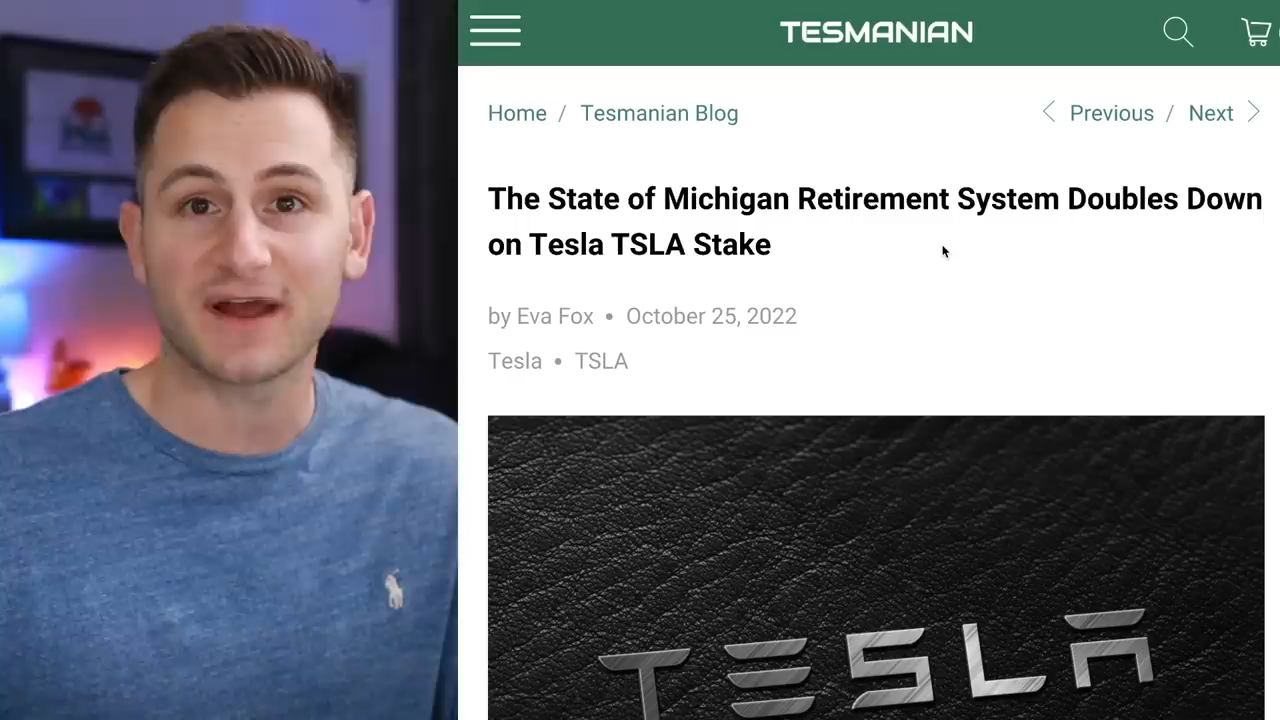 TESMANIAN
Home / Tesmanian Blog
Previous / Next
The State of Michigan Retirement System Doubles Down
on Tesla TSLA Stake
by Eva Fox • October 25, 2022
Tesla • TSLA
TESLA